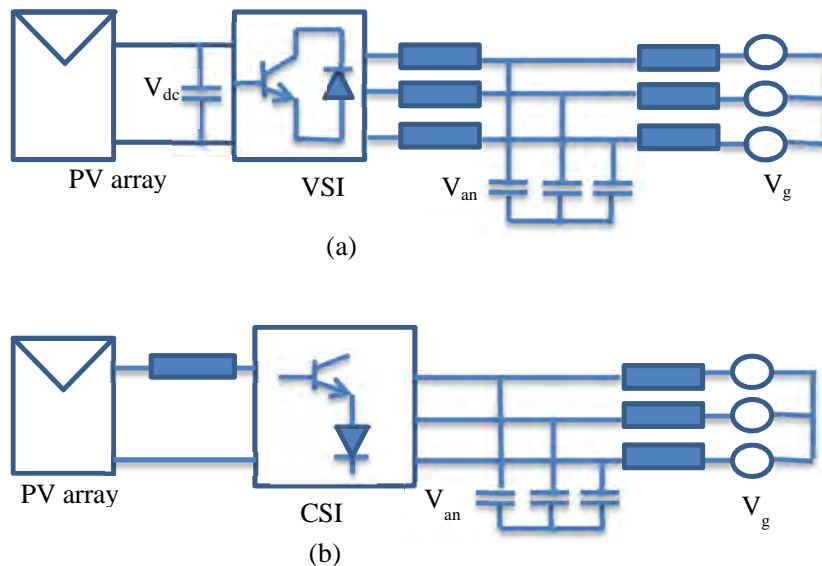 V_dc
PV array
VSI
V_an
V_g
(a)
PV array
CSI
V_an
V_g
(b)